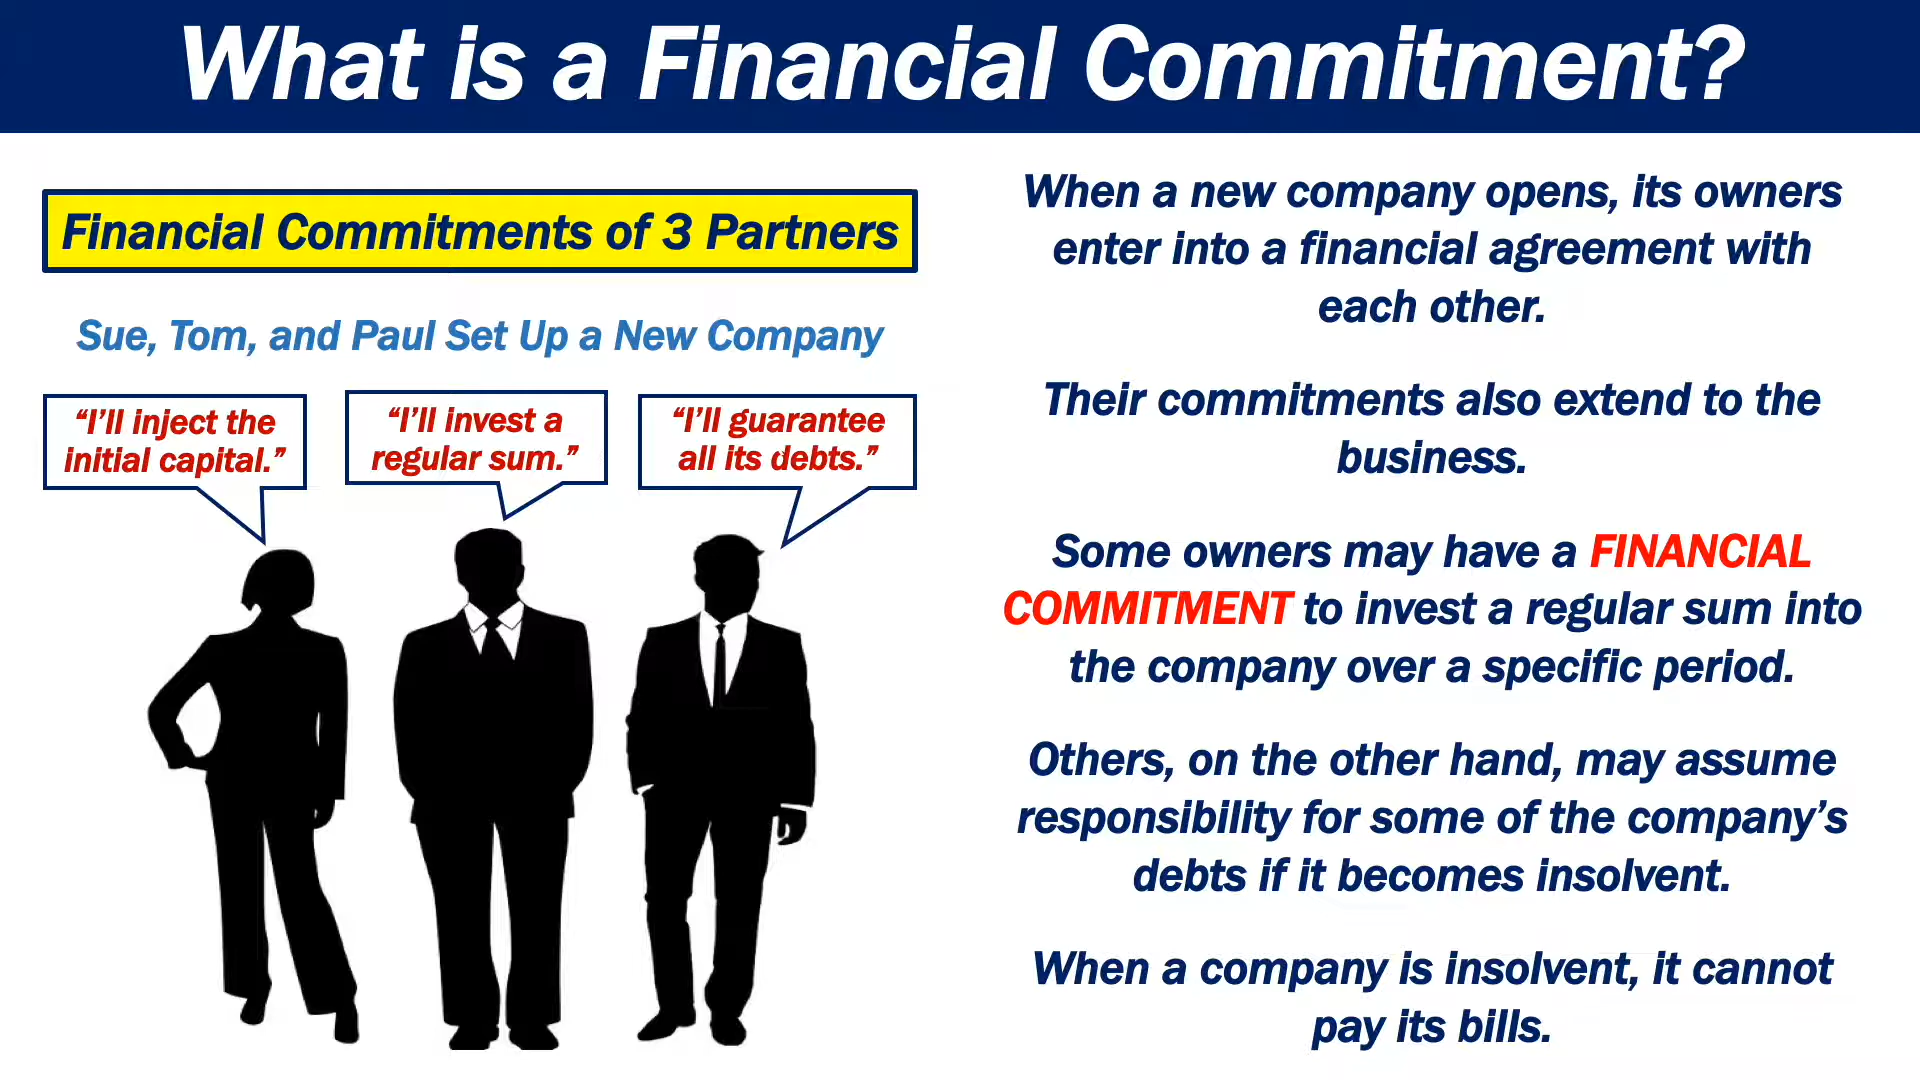 What is a Financial Commitment?
Financial Commitments of 3 Partners
Sue, Tom, and Paul Set Up a New Company
“I’ll inject the
initial capital.”
“I’ll invest a
regular sum.”
“I’ll guarantee
all its debts.”
When a new company opens, its owners
enter into a financial agreement with
each other.
Their commitments also extend to the
business.
Some owners may have a FINANCIAL
COMMITMENT to invest a regular sum into
the company over a specific period.
Others, on the other hand, may assume
responsibility for some of the company’s
debts if it becomes insolvent.
When a company is insolvent, it cannot
pay its bills.